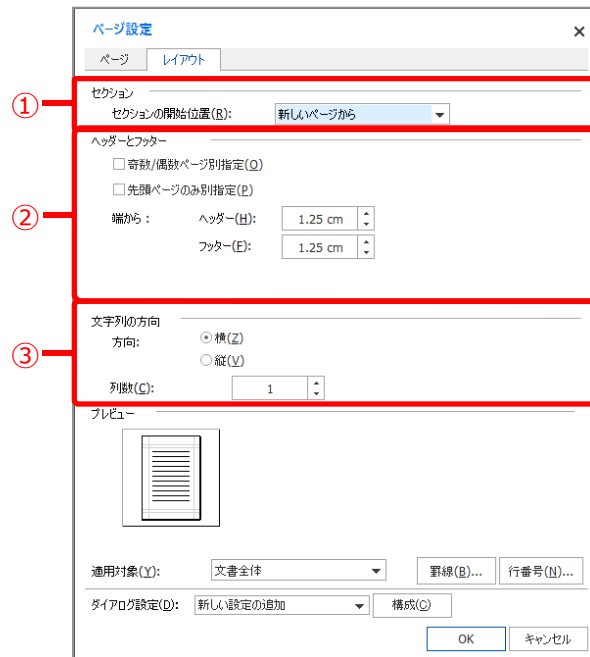 ページ設定
ページ レイアウト
① セクション
セクションの開始位置(R): 新しいページから
② ヘッダーとフッター
奇数/偶数ページ別指定(O)
先頭ページのみ別指定(P)
端から： ヘッダー(H): 1.25 cm
フッター(F): 1.25 cm
③ 文字列の方向
方向: 横(Z)
縦(V)
列数(C): 1
プレビュー
適用対象(Y): 文書全体 罫線(B)... 行番号(N)...
ダイアログ設定(D): 新しい設定の追加 構成(C)
OK キャンセル